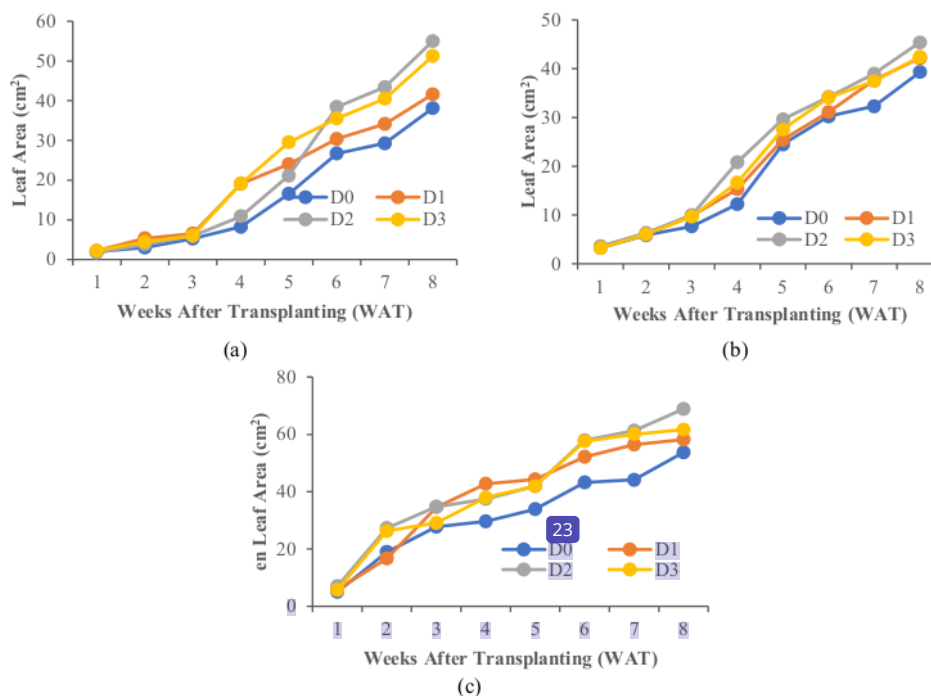 60
50
40
30
20
10
0
Leaf Area (cm²)
D0 D1
D2 D3
1 2 3 4 5 6 7 8
Weeks After Transplanting (WAT)
(a)
50
40
30
20
10
0
Leaf Area (cm²)
D0 D1
D2 D3
1 2 3 4 5 6 7 8
Weeks After Transplanting (WAT)
(b)
80
60
40
20
0
en Leaf Area (cm²)
23
D0 D1
D2 D3
1 2 3 4 5 6 7 8
Weeks After Transplanting (WAT)
(c)